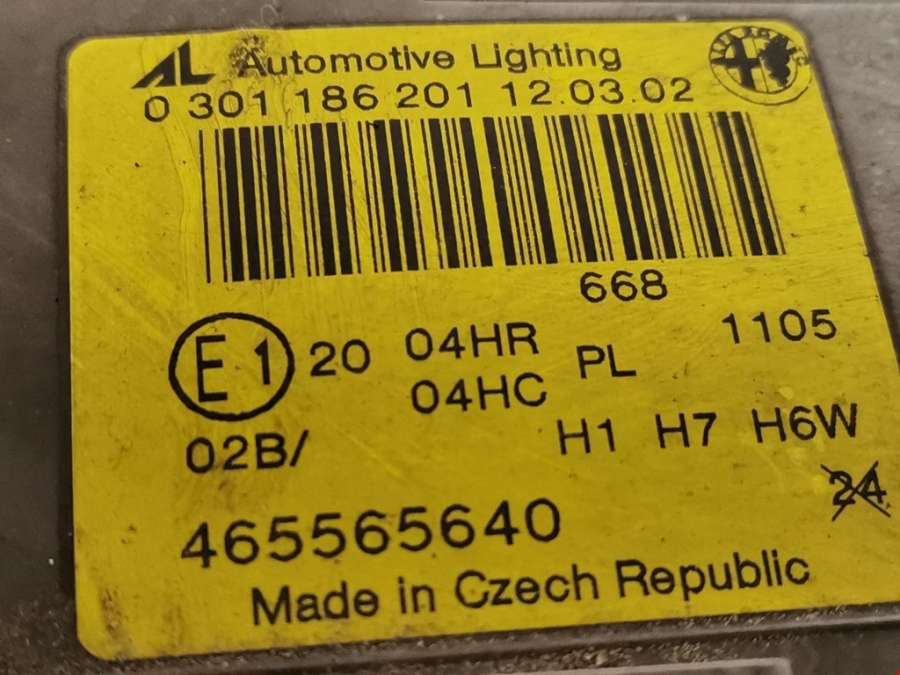 AL Automotive Lighting
0 301 186 201 12.03.02
668
E1 20 04HR PL 1105
04HC
02B/ H1 H7 H6W
24
465565640
Made in Czech Republic